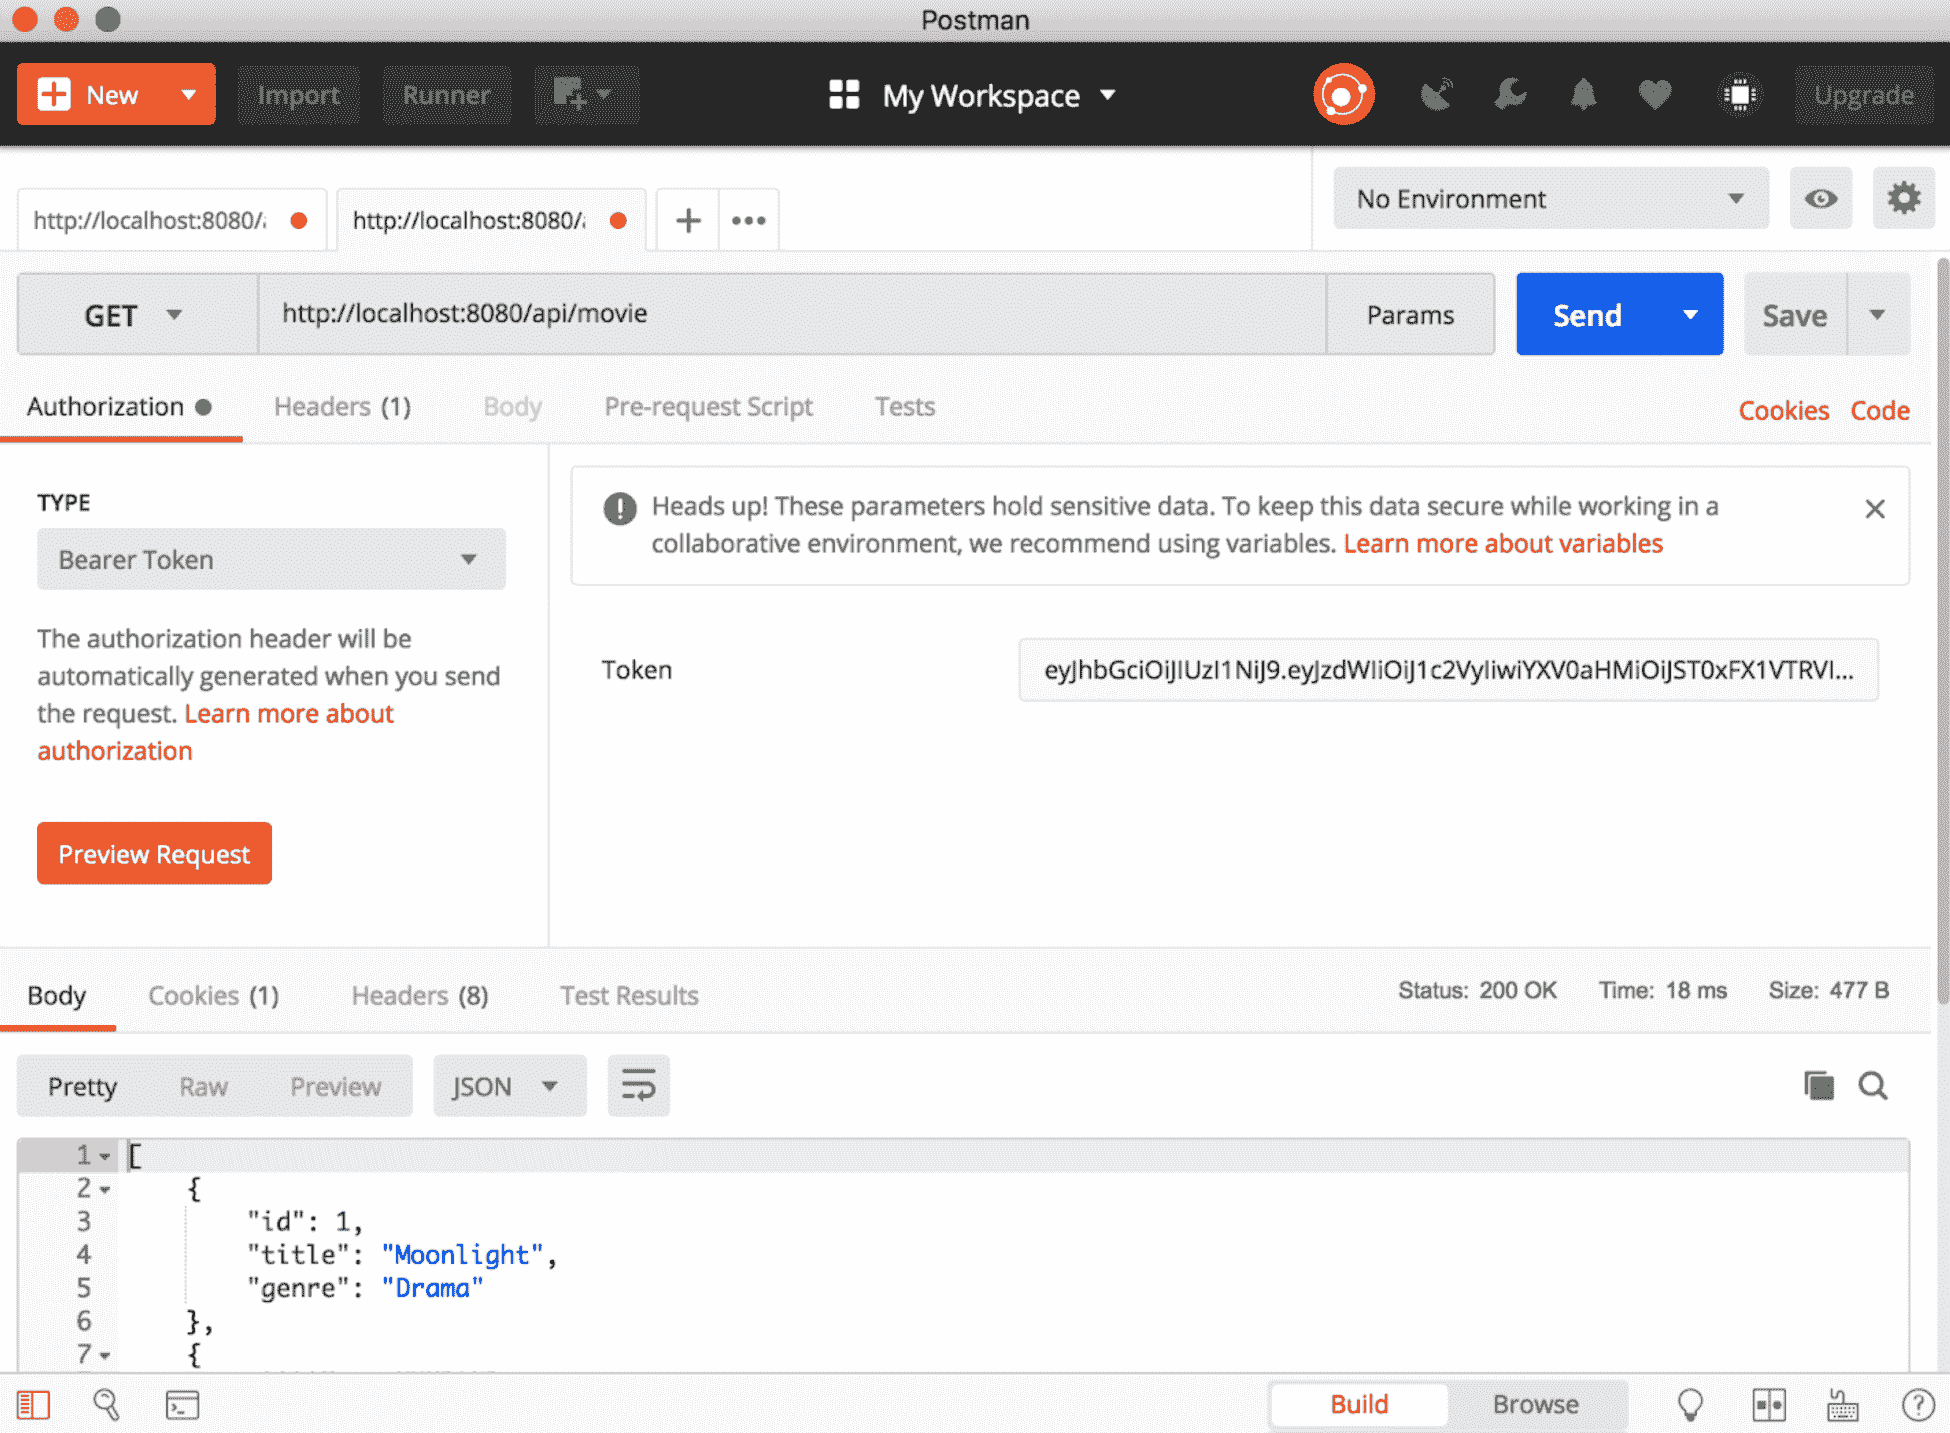 Postman
New
Import
Runner
My Workspace
Upgrade
http://localhost:8080/
http://localhost:8080/
No Environment
GET
http://localhost:8080/api/movie
Params
Send
Save
Authorization
Headers (1)
Body
Pre-request Script
Tests
Cookies
Code
TYPE
Bearer Token
The authorization header will be
automatically generated when you send
the request. Learn more about
authorization
Preview Request
Heads up! These parameters hold sensitive data. To keep this data secure while working in a
collaborative environment, we recommend using variables. Learn more about variables
Token
eyJhbGciOiJIUzI1NiJ9.eyJzdWIiOiJ1c2VyIiwiYXV0aHMiOiJST0xFX1VTRVI...
Body
Cookies (1)
Headers (8)
Test Results
Status: 200 OK
Time: 18 ms
Size: 477 B
Pretty
Raw
Preview
JSON
1 [
2 {
3 "id": 1,
4 "title": "Moonlight",
5 "genre": "Drama"
6 },
7 {
Build
Browse